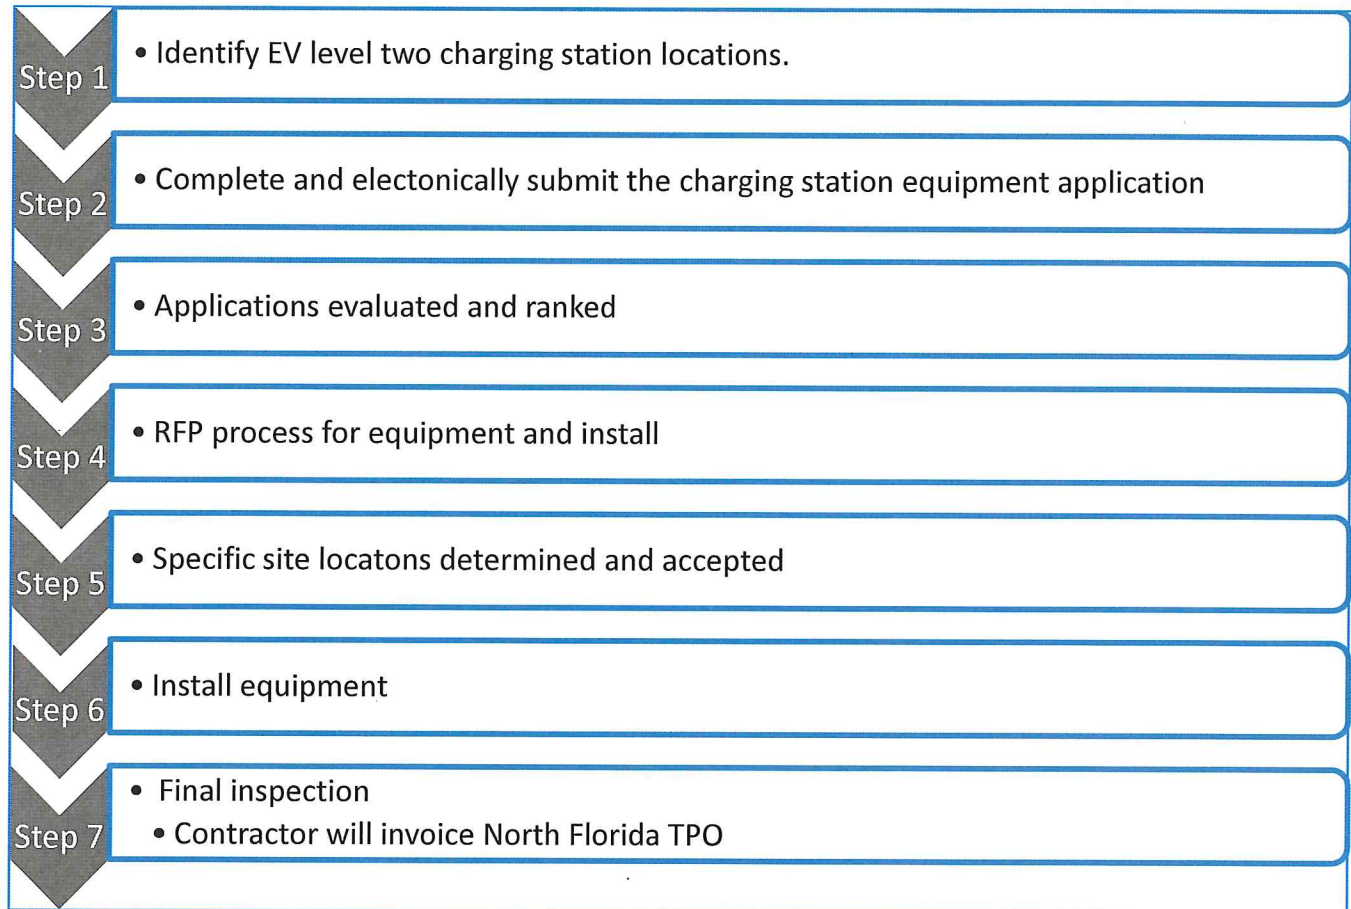 Step 1
• Identify EV level two charging station locations.
Step 2
• Complete and electonically submit the charging station equipment application
Step 3
• Applications evaluated and ranked
Step 4
• RFP process for equipment and install
Step 5
• Specific site locatons determined and accepted
Step 6
• Install equipment
Step 7
• Final inspection
• Contractor will invoice North Florida TPO